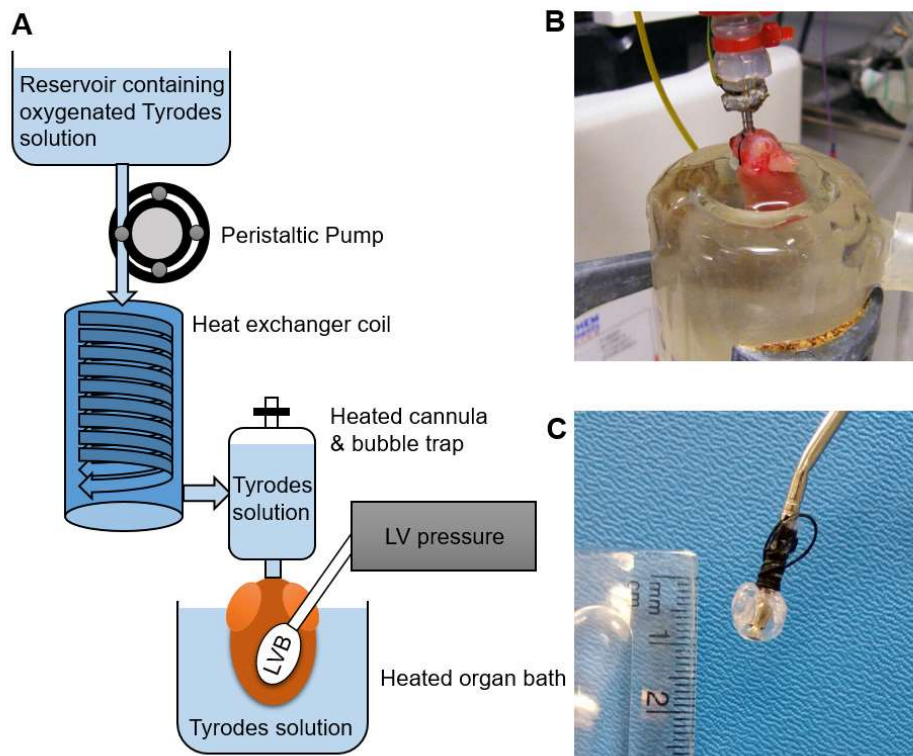 A
Reservoir containing
oxygenated Tyrodes
solution
Peristaltic Pump
Heat exchanger coil
Heated cannula
& bubble trap
Tyrodes
solution
LV pressure
LVB
Heated organ bath
Tyrodes solution
B
C
cm
mm
1
2